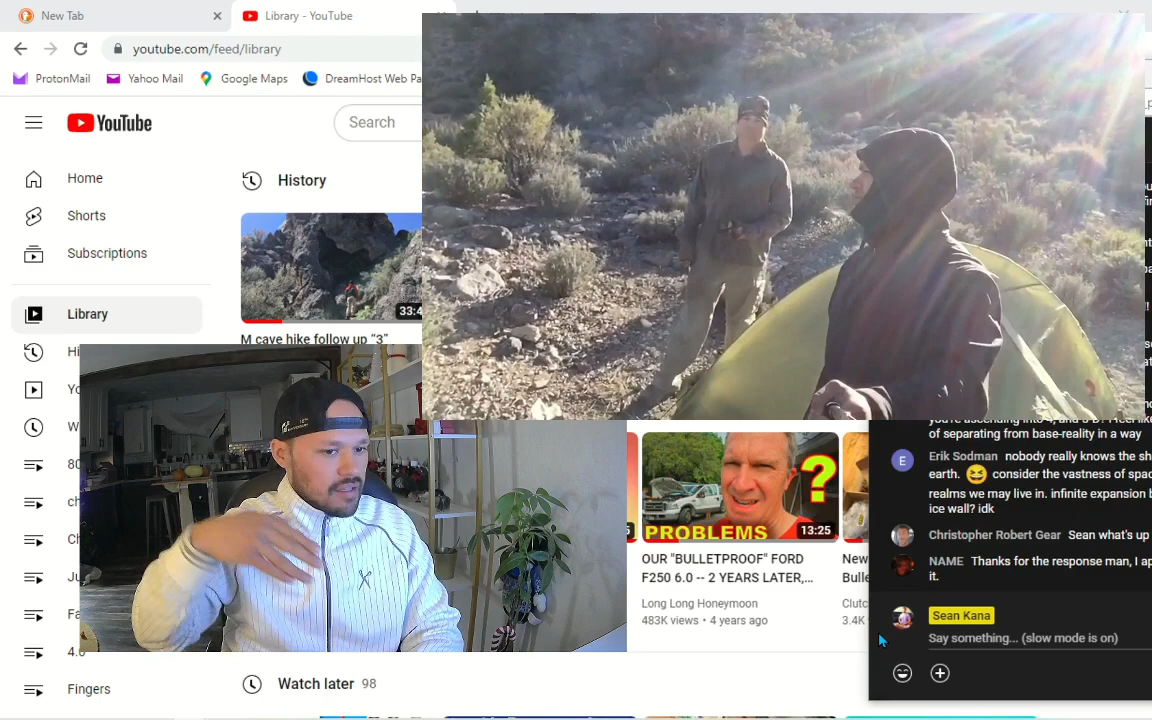 New Tab
Library - YouTube
youtube.com/feed/library
ProtonMail
Yahoo Mail
Google Maps
DreamHost Web Pa
YouTube
Search
Home
Shorts
Subscriptions
Library
History
33:4
M cave hike follow up “3”
Fingers
PROBLEMS
?
13:25
OUR "BULLETPROOF" FORD
F250 6.0 -- 2 YEARS LATER,...
Long Long Honeymoon
483K views • 4 years ago
New
Bulle
Clutc
3.4K
Watch later 98
of separating from base-reality in a way
E
Erik Sodman nobody really knows the sh
earth. consider the vastness of spac
realms we may live in. infinite expansion b
ice wall? idk
Christopher Robert Gear Sean what's up
NAME Thanks for the response man, I ap
it.
Sean Kana
Say something... (slow mode is on)